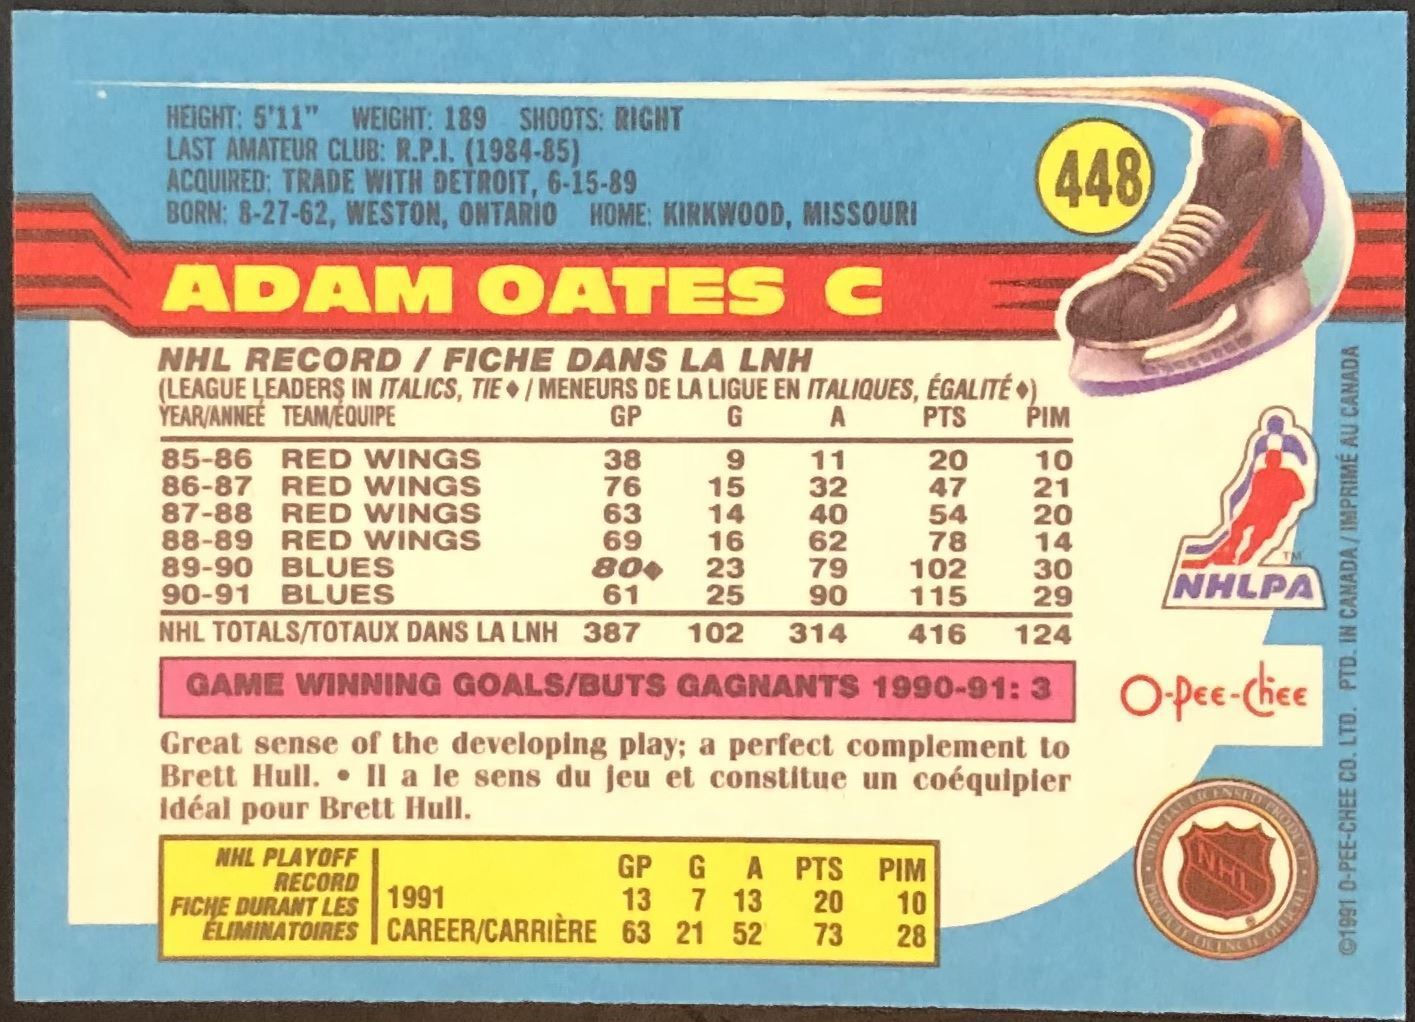 HEIGHT: 5'11" WEIGHT: 189 SHOOTS: RIGHT
LAST AMATEUR CLUB: R.P.I. (1984-85)
ACQUIRED: TRADE WITH DETROIT, 6-15-89
BORN: 8-27-62, WESTON, ONTARIO HOME: KIRKWOOD, MISSOURI
448
ADAM OATES C
NHL RECORD / FICHE DANS LA LNH
(LEAGUE LEADERS IN ITALICS, TIE ♦ / MENEURS DE LA LIGUE EN ITALIQUES, ÉGALITÉ ♦)
YEAR/ANNEÉ TEAM/ÉQUIPE GP G A PTS PIM
85-86 RED WINGS 38 9 11 20 10
86-87 RED WINGS 76 15 32 47 21
87-88 RED WINGS 63 14 40 54 20
88-89 RED WINGS 69 16 62 78 14
89-90 BLUES 80♦ 23 79 102 30
90-91 BLUES 61 25 90 115 29
NHL TOTALS/TOTAUX DANS LA LNH 387 102 314 416 124
GAME WINNING GOALS/BUTS GAGNANTS 1990-91: 3
Great sense of the developing play; a perfect complement to
Brett Hull. • Il a le sens du jeu et constitue un coéquipier
idéal pour Brett Hull.
NHL PLAYOFF
RECORD
FICHE DURANT LES
ÉLIMINATOIRES
GP G A PTS PIM
1991 13 7 13 20 10
CAREER/CARRIÈRE 63 21 52 73 28
TM
NHLPA
O-Pee-Chee
OFFICIAL LICENSED PRODUCT
NHL
®
PRODUIT LICENCIÉ OFFICIEL
©1991 O-PEE-CHEE CO. LTD. PTD. IN CANADA / IMPRIMÉ AU CANADA